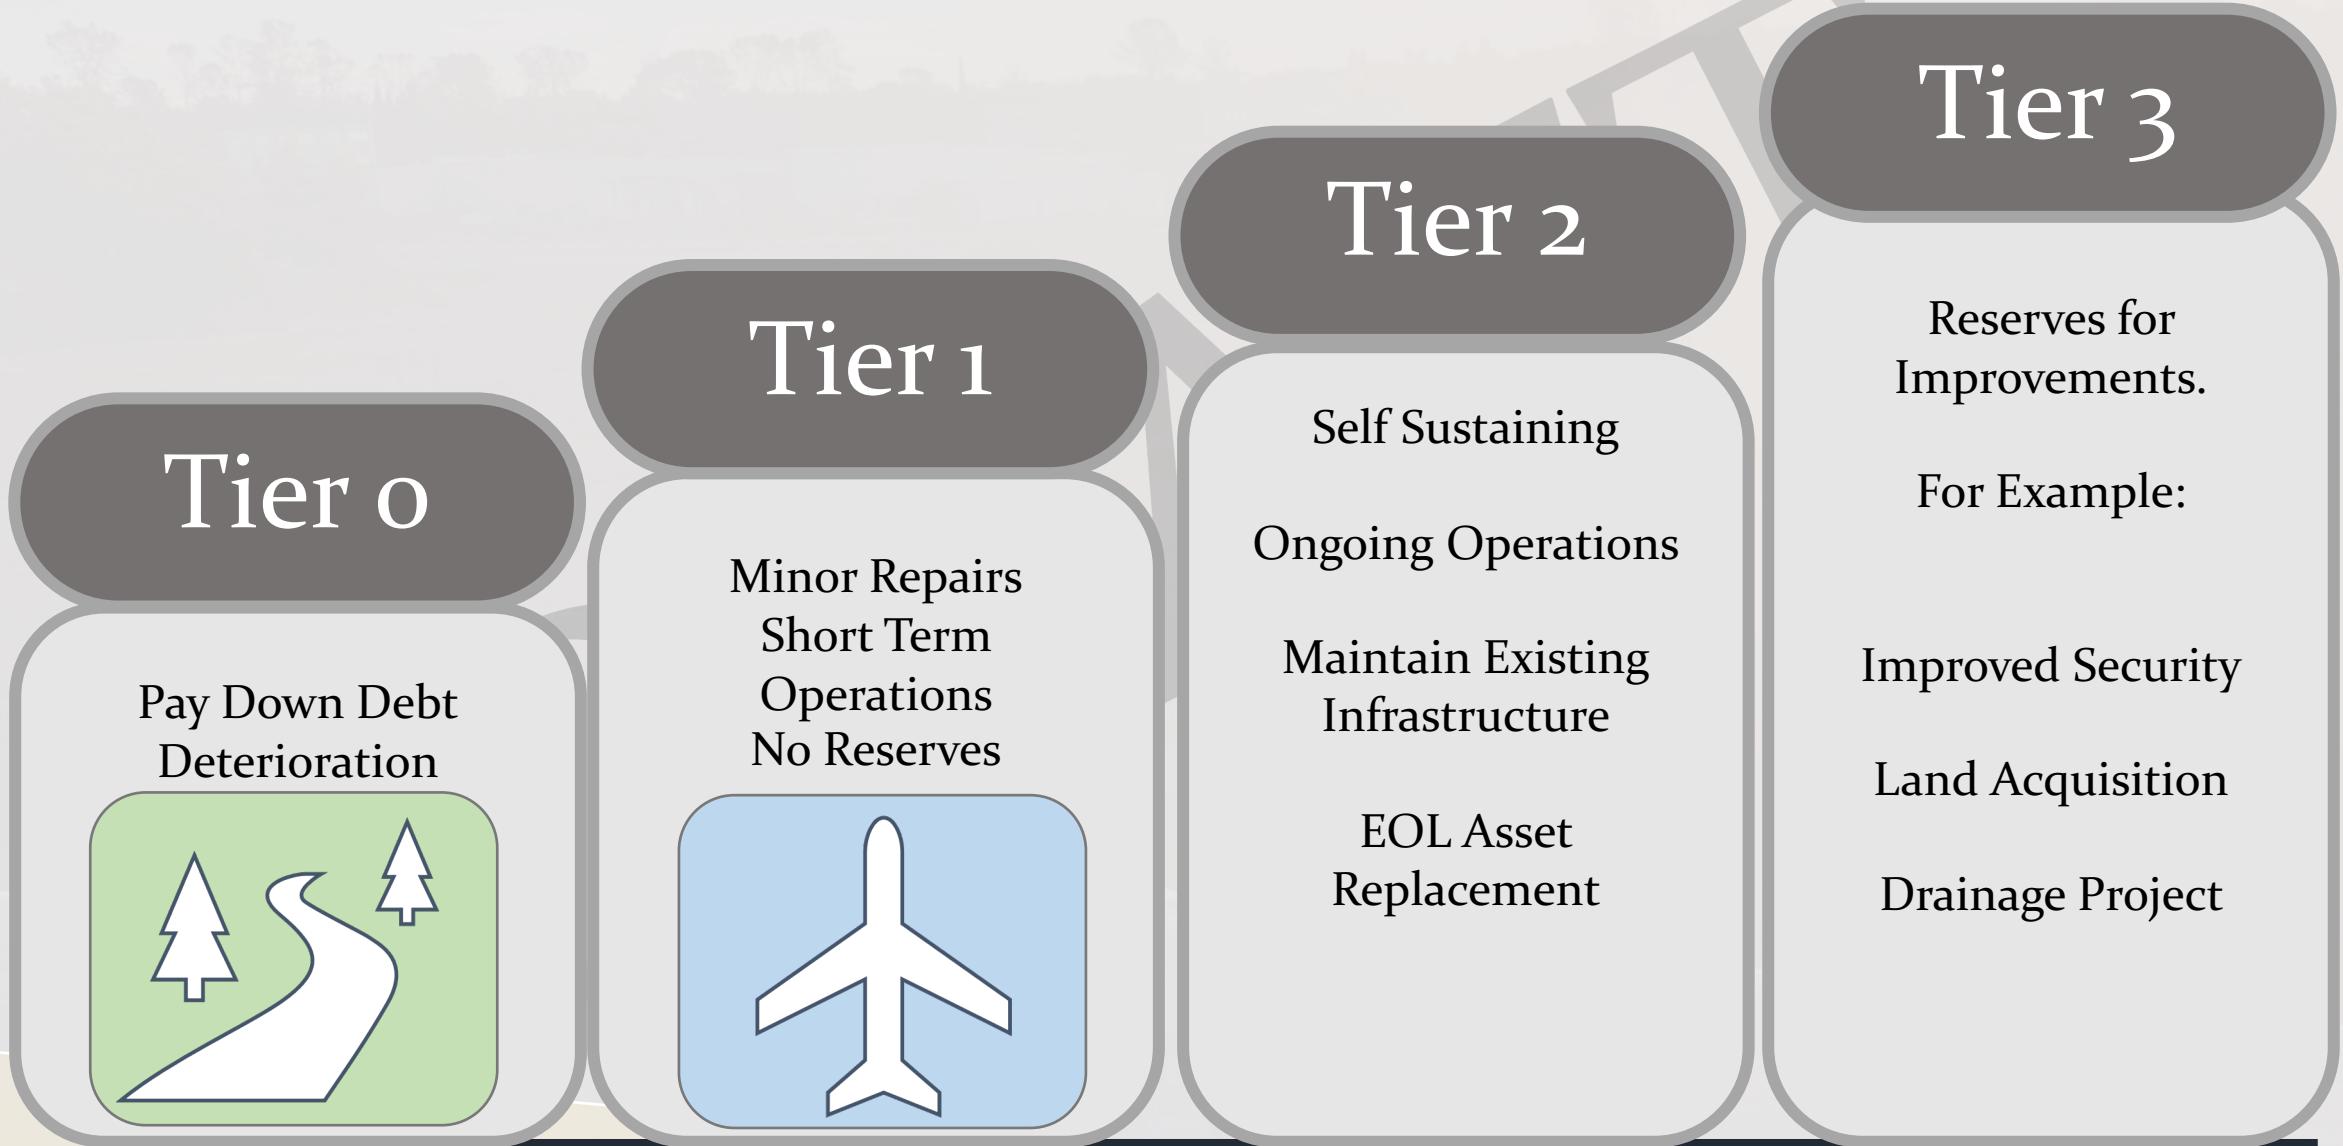 Tier 0
Pay Down Debt
Deterioration
Tier 1
Minor Repairs
Short Term
Operations
No Reserves
Tier 2
Self Sustaining
Ongoing Operations
Maintain Existing
Infrastructure
EOL Asset
Replacement
Tier 3
Reserves for
Improvements.
For Example:
Improved Security
Land Acquisition
Drainage Project